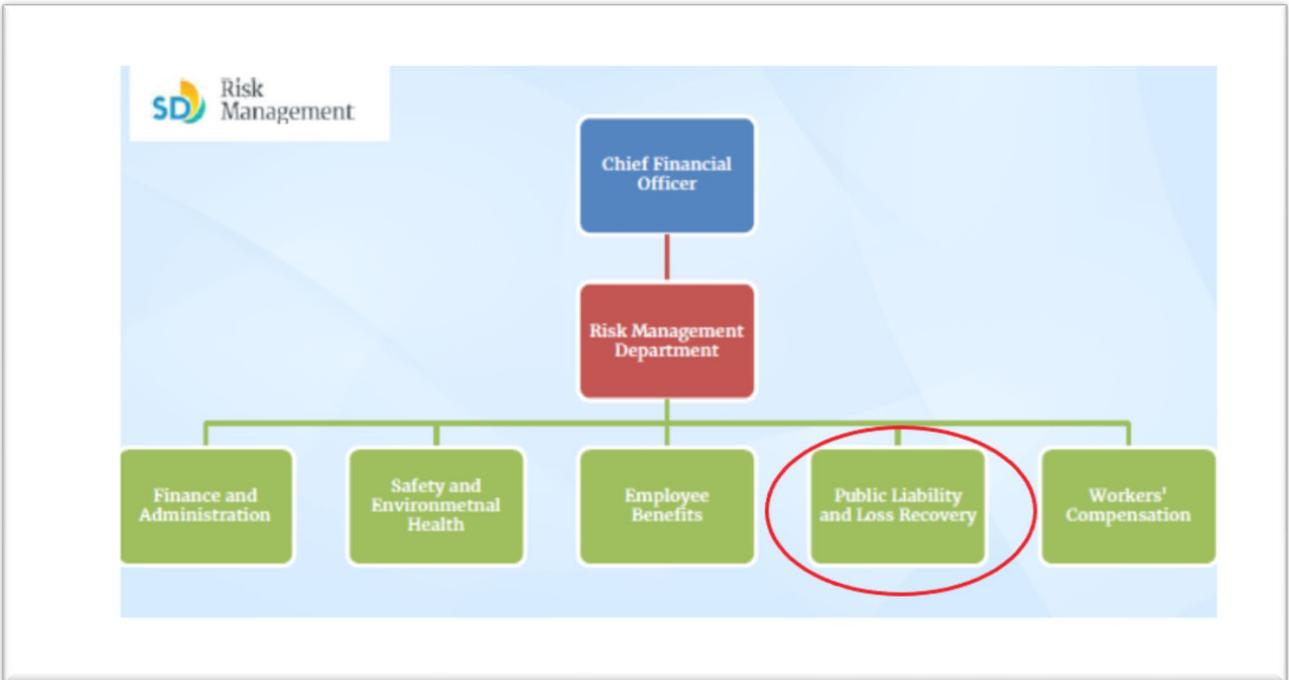 SD
Risk
Management
Chief Financial
Officer
Risk Management
Department
Finance and
Administration
Safety and
Environmetnal
Health
Employee
Benefits
Public Liability
and Loss Recovery
Workers'
Compensation